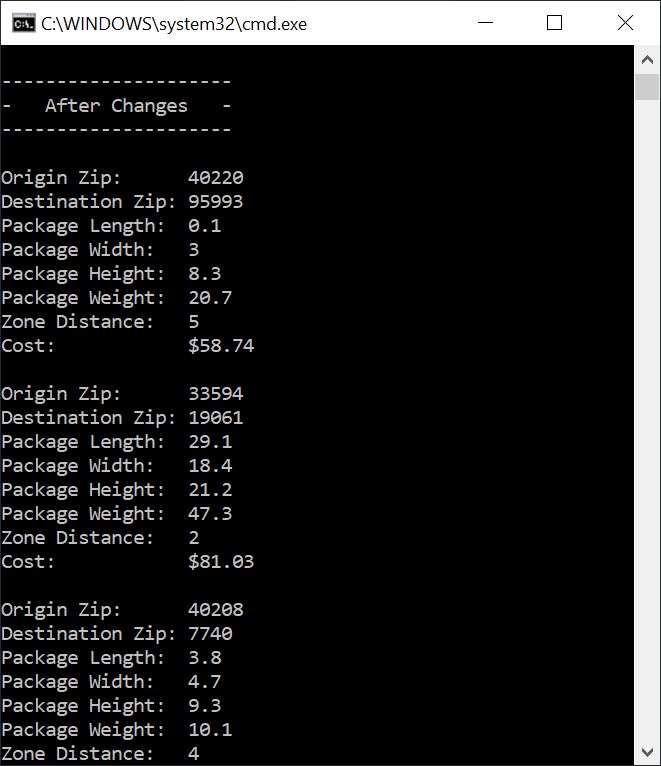 C:\WINDOWS\system32\cmd.exe
---------------------
-   After Changes   -
---------------------
Origin Zip:      40220
Destination Zip: 95993
Package Length:  0.1
Package Width:   3
Package Height:  8.3
Package Weight:  20.7
Zone Distance:   5
Cost:            $58.74
Origin Zip:      33594
Destination Zip: 19061
Package Length:  29.1
Package Width:   18.4
Package Height:  21.2
Package Weight:  47.3
Zone Distance:   2
Cost:            $81.03
Origin Zip:      40208
Destination Zip: 7740
Package Length:  3.8
Package Width:   4.7
Package Height:  9.3
Package Weight:  10.1
Zone Distance:   4